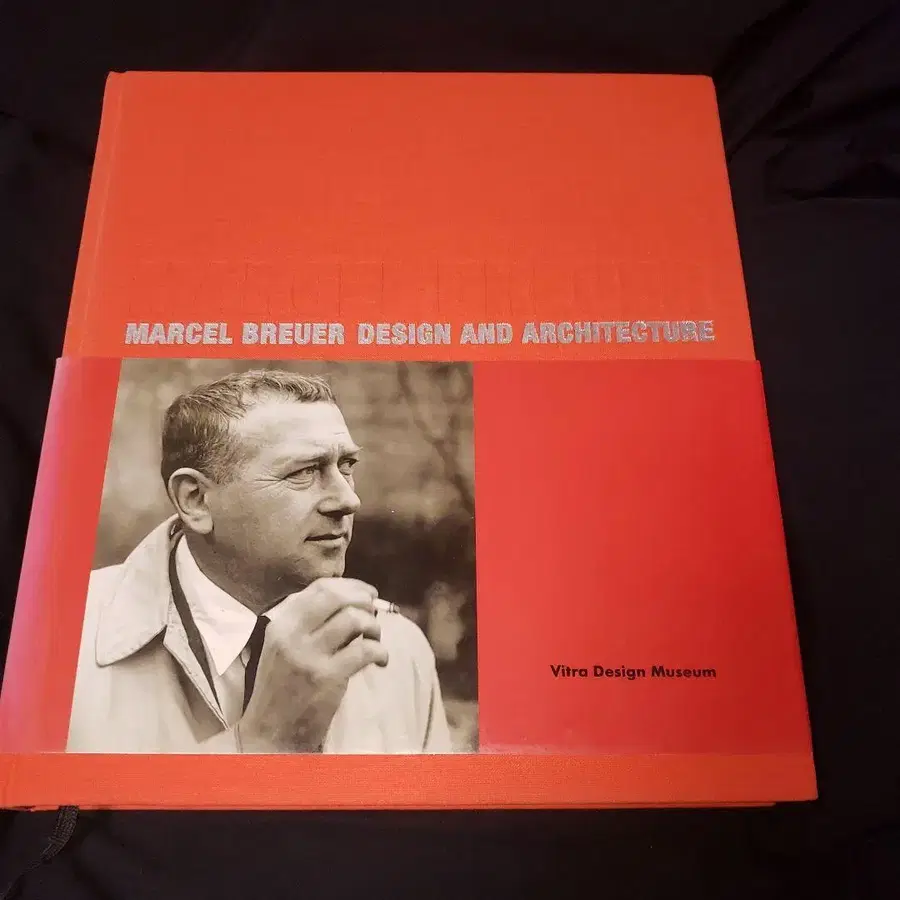 MARCEL BREUER DESIGN AND ARCHITECTURE
Vitra Design Museum